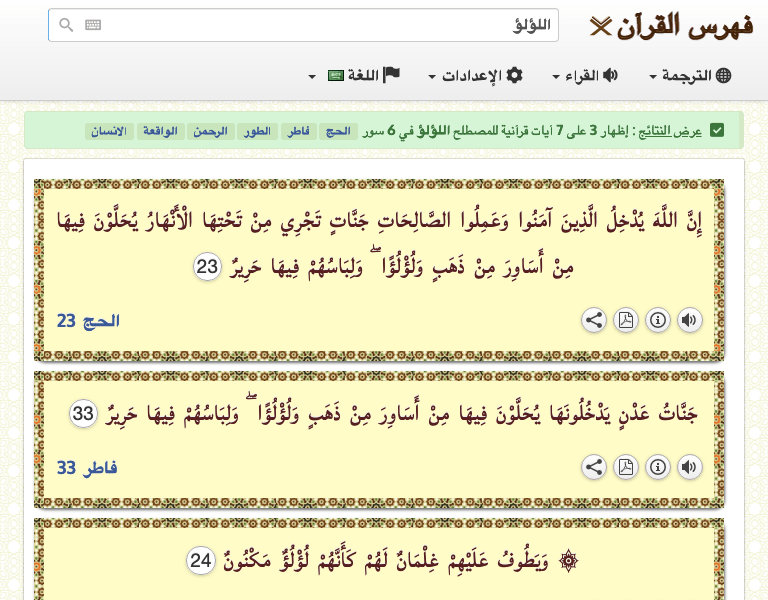 فهرس القرآن
اللؤلؤ
الترجمة
القراء
الإعدادات
اللغة
عرض النتائج : إظهار 3 على 7 آيات قرآنية للمصطلح اللؤلؤ في 6 سور الحج فاطر الطور الرحمن الواقعة الانسان
إِنَّ اللَّهَ يُدْخِلُ الَّذِينَ آمَنُوا وَعَمِلُوا الصَّالِحَاتِ جَنَّاتٍ تَجْرِي مِنْ تَحْتِهَا الْأَنْهَارُ يُحَلَّوْنَ فِيهَا
مِنْ أَسَاوِرَ مِنْ ذَهَبٍ وَلُؤْلُؤًا ۖ وَلِبَاسُهُمْ فِيهَا حَرِيرٌ 23
الحج 23
جَنَّاتُ عَدْنٍ يَدْخُلُونَهَا يُحَلَّوْنَ فِيهَا مِنْ أَسَاوِرَ مِنْ ذَهَبٍ وَلُؤْلُؤًا ۖ وَلِبَاسُهُمْ فِيهَا حَرِيرٌ 33
فاطر 33
۞ وَيَطُوفُ عَلَيْهِمْ غِلْمَانٌ لَهُمْ كَأَنَّهُمْ لُؤْلُؤٌ مَكْنُونٌ 24